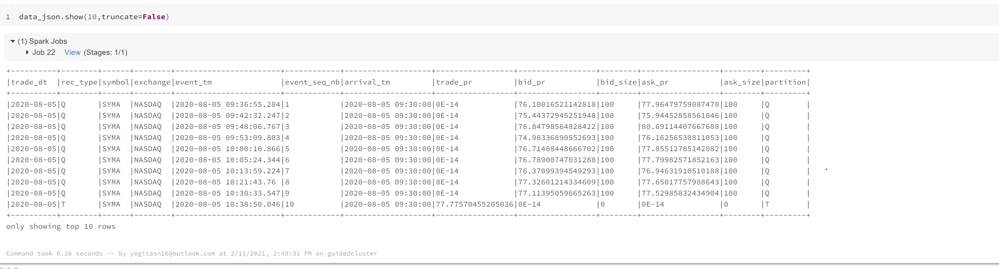 1 data_json.show(10,truncate=False)
(1) Spark Jobs
Job 22 View (Stages: 1/1)
+----------+--------+------+--------+-----------------------+------------+-------------------+-----------------+-----------------+--------+-----------------+--------+---------+
|trade_dt  |rec_type|symbol|exchange|event_tm               |event_seq_nb|arrival_tm         |trade_pr         |bid_pr           |bid_size|ask_pr           |ask_size|partition|
+----------+--------+------+--------+-----------------------+------------+-------------------+-----------------+-----------------+--------+-----------------+--------+---------+
|2020-08-05|Q       |SYMA  |NASDAQ  |2020-08-05 09:36:55.284|1           |2020-08-05 09:30:00|0E-14            |76.10016521142818|100     |77.96479759087470|100     |Q        |
|2020-08-05|Q       |SYMA  |NASDAQ  |2020-08-05 09:42:32.247|2           |2020-08-05 09:30:00|0E-14            |75.44372945251948|100     |75.94452858561046|100     |Q        |
|2020-08-05|Q       |SYMA  |NASDAQ  |2020-08-05 09:48:06.767|3           |2020-08-05 09:30:00|0E-14            |78.84798564828422|100     |80.69114407667608|100     |Q        |
|2020-08-05|Q       |SYMA  |NASDAQ  |2020-08-05 09:53:09.803|4           |2020-08-05 09:30:00|0E-14            |74.98336890552693|100     |76.16256530811053|100     |Q        |
|2020-08-05|Q       |SYMA  |NASDAQ  |2020-08-05 10:00:10.866|5           |2020-08-05 09:30:00|0E-14            |76.71408448666702|100     |77.85512785142082|100     |Q        |
|2020-08-05|Q       |SYMA  |NASDAQ  |2020-08-05 10:05:24.344|6           |2020-08-05 09:30:00|0E-14            |76.78900747031288|100     |77.79982571852163|100     |Q        |
|2020-08-05|Q       |SYMA  |NASDAQ  |2020-08-05 10:13:59.224|7           |2020-08-05 09:30:00|0E-14            |76.37099394549293|100     |76.94631910510188|100     |Q        |
|2020-08-05|Q       |SYMA  |NASDAQ  |2020-08-05 10:21:43.76 |8           |2020-08-05 09:30:00|0E-14            |77.32601214334609|100     |77.65017757988643|100     |Q        |
|2020-08-05|Q       |SYMA  |NASDAQ  |2020-08-05 10:30:33.547|9           |2020-08-05 09:30:00|0E-14            |77.11395059665263|100     |77.52985832434904|100     |Q        |
|2020-08-05|T       |SYMA  |NASDAQ  |2020-08-05 10:38:50.046|10          |2020-08-05 09:30:00|77.77570455205036|0E-14            |0       |0E-14            |0       |T        |
+----------+--------+------+--------+-----------------------+------------+-------------------+-----------------+-----------------+--------+-----------------+--------+---------+
only showing top 10 rows
Command took 0.26 seconds -- by yogitasn16@outlook.com at 2/11/2021, 2:49:31 PM on guidedcluster